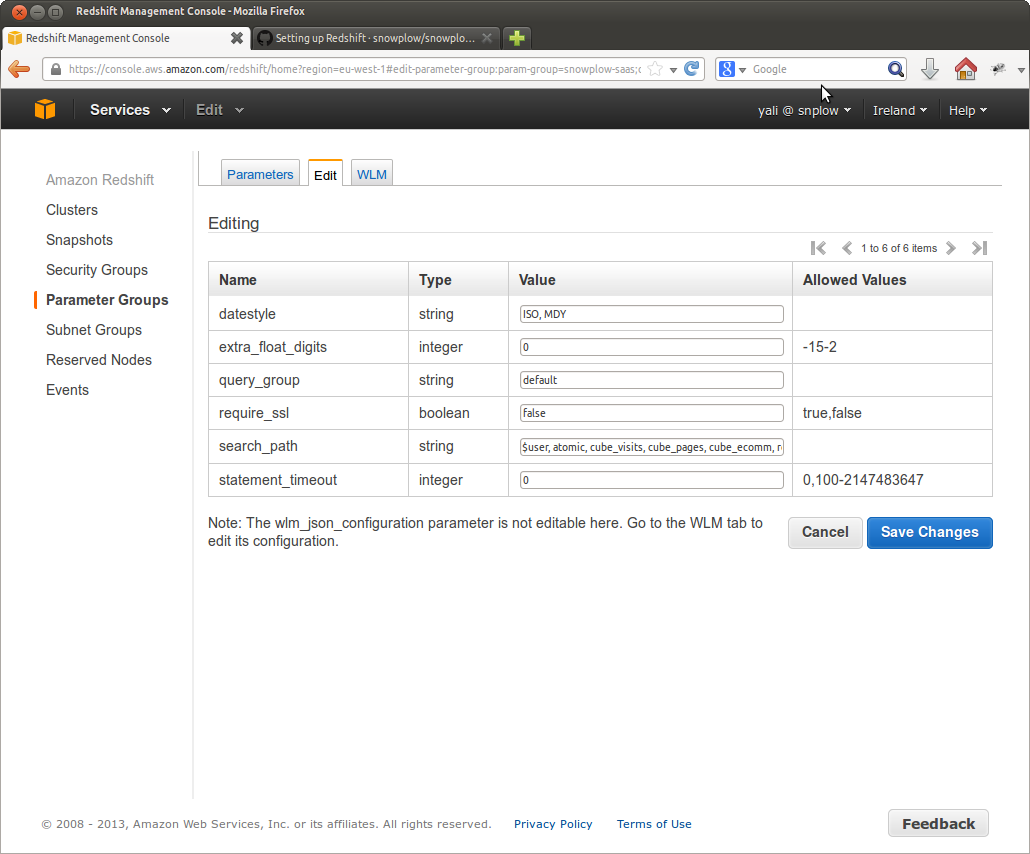 Redshift Management Console - Mozilla Firefox
Redshift Management Console
Setting up Redshift · snowplow/snowplo...
https://console.aws.amazon.com/redshift/home?region=eu-west-1#edit-parameter-group:param-group=snowplow-saas;c
Google
Services Edit yali @ snplow Ireland Help
Amazon Redshift
Clusters
Snapshots
Security Groups
Parameter Groups
Subnet Groups
Reserved Nodes
Events
Parameters Edit WLM
Editing
1 to 6 of 6 items
Name Type Value Allowed Values
datestyle string ISO, MDY
extra_float_digits integer 0 -15-2
query_group string default
require_ssl boolean false true,false
search_path string $user, atomic, cube_visits, cube_pages, cube_ecomm, r
statement_timeout integer 0 0,100-2147483647
Note: The wlm_json_configuration parameter is not editable here. Go to the WLM tab to
edit its configuration.
Cancel Save Changes
© 2008 - 2013, Amazon Web Services, Inc. or its affiliates. All rights reserved. Privacy Policy Terms of Use
Feedback